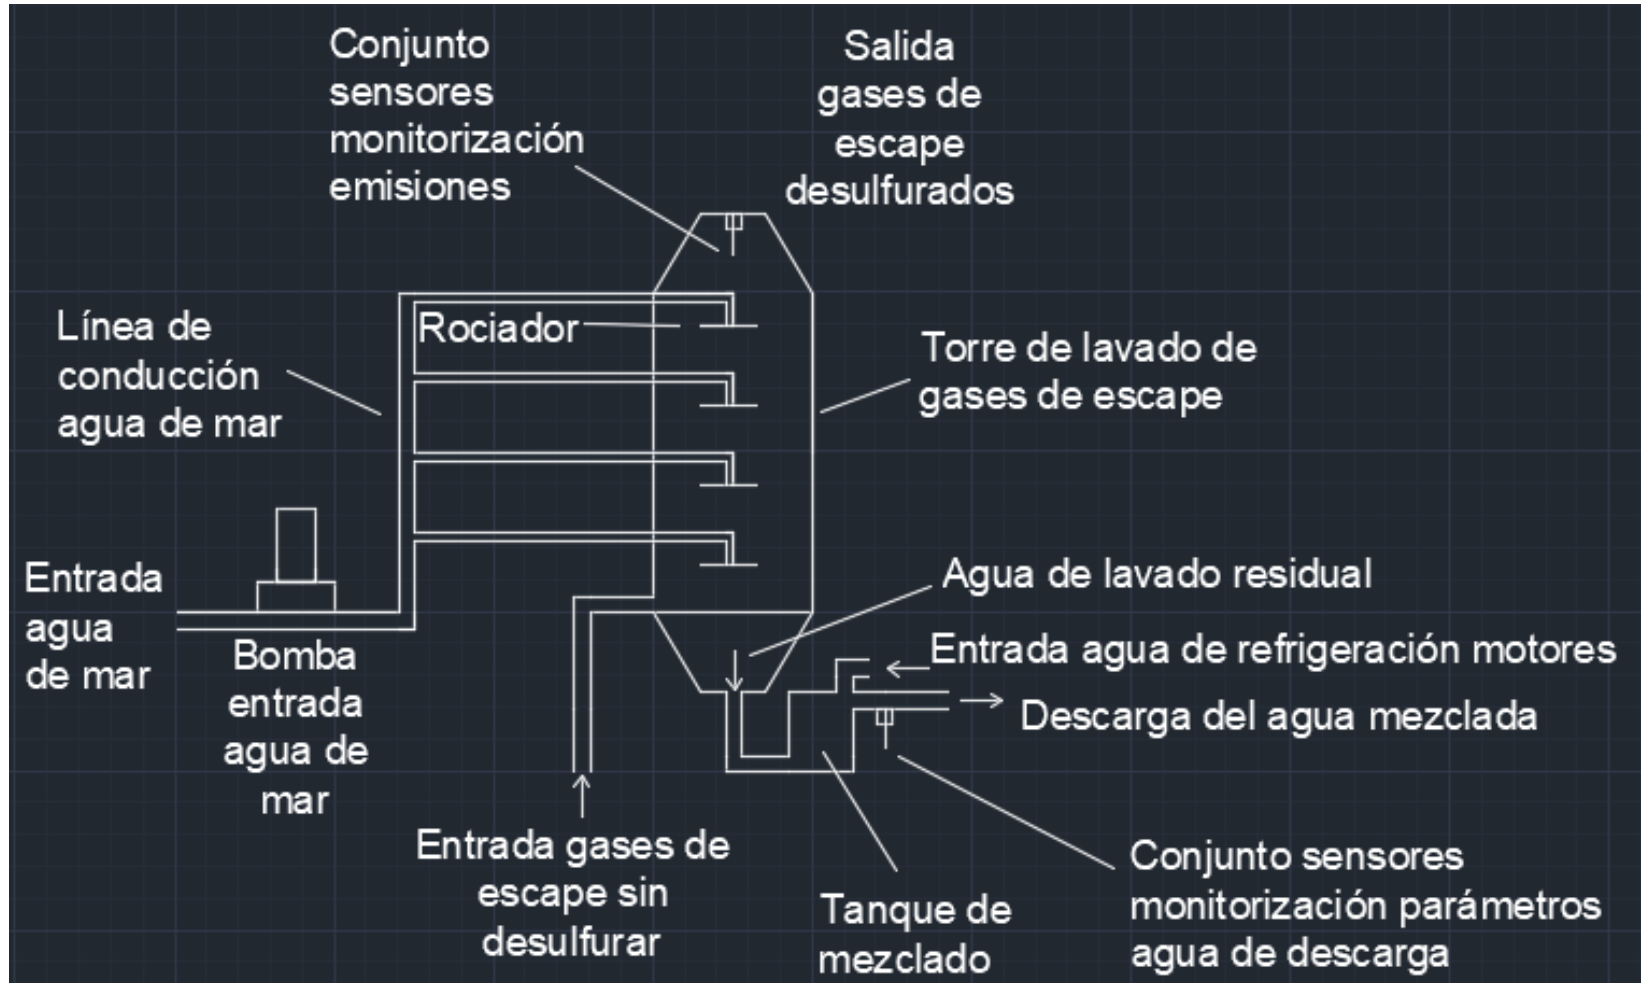 Conjunto
sensores
monitorización
emisiones
Salida
gases de
escape
desulfurados
Línea de
conducción
agua de mar
Rociador
Torre de lavado de
gases de escape
Entrada
agua
de mar
Bomba
entrada
agua de
mar
Agua de lavado residual
Entrada agua de refrigeración motores
Descarga del agua mezclada
Entrada gases de
escape sin
desulfurar
Tanque de
mezclado
Conjunto sensores
monitorización parámetros
agua de descarga